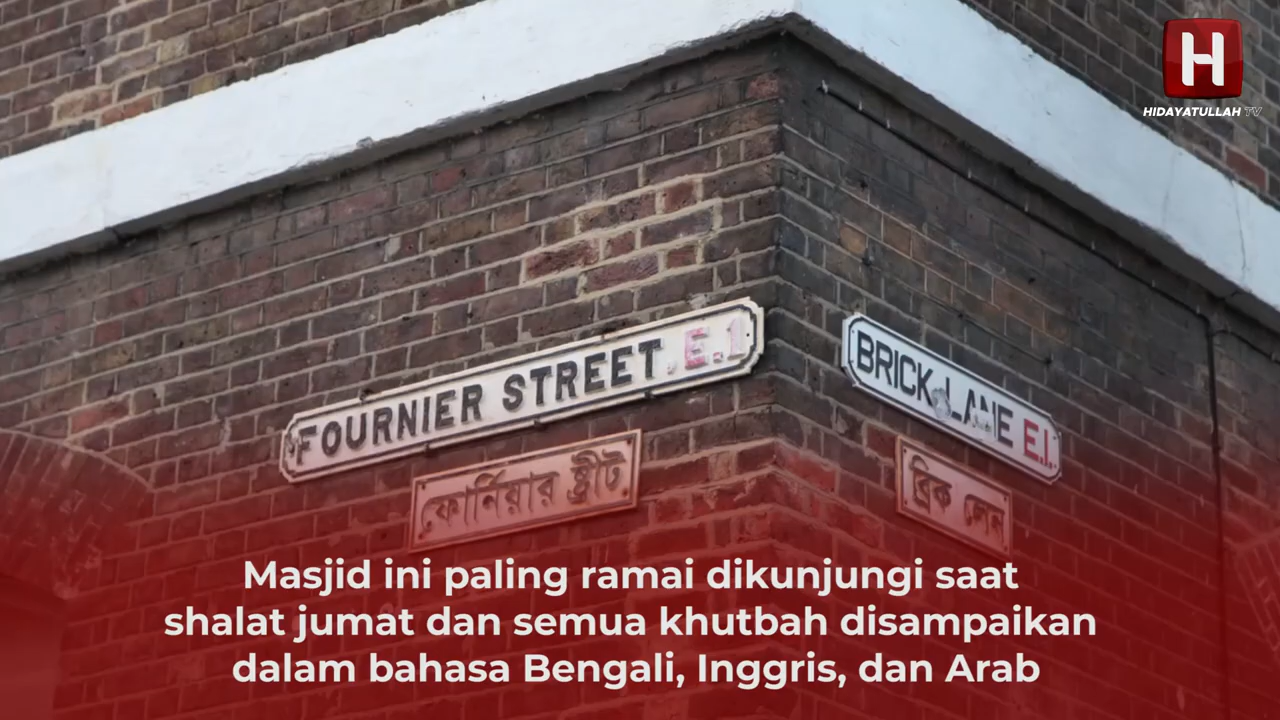 HIDAYATULLAH TV
FOURNIER STREET. E.1
ফোর্নিয়ার ষ্ট্রীট
BRICK LANE E.1.
ব্রিক লেন
Masjid ini paling ramai dikunjungi saat
shalat jumat dan semua khutbah disampaikan
dalam bahasa Bengali, Inggris, dan Arab